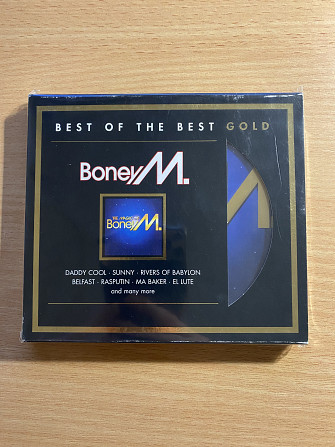 BEST OF THE BEST GOLD
Boney M.
THE MAGIC OF
Boney M.
DADDY COOL · SUNNY · RIVERS OF BABYLON
BELFAST · RASPUTIN · MA BAKER · EL LUTE
and many more